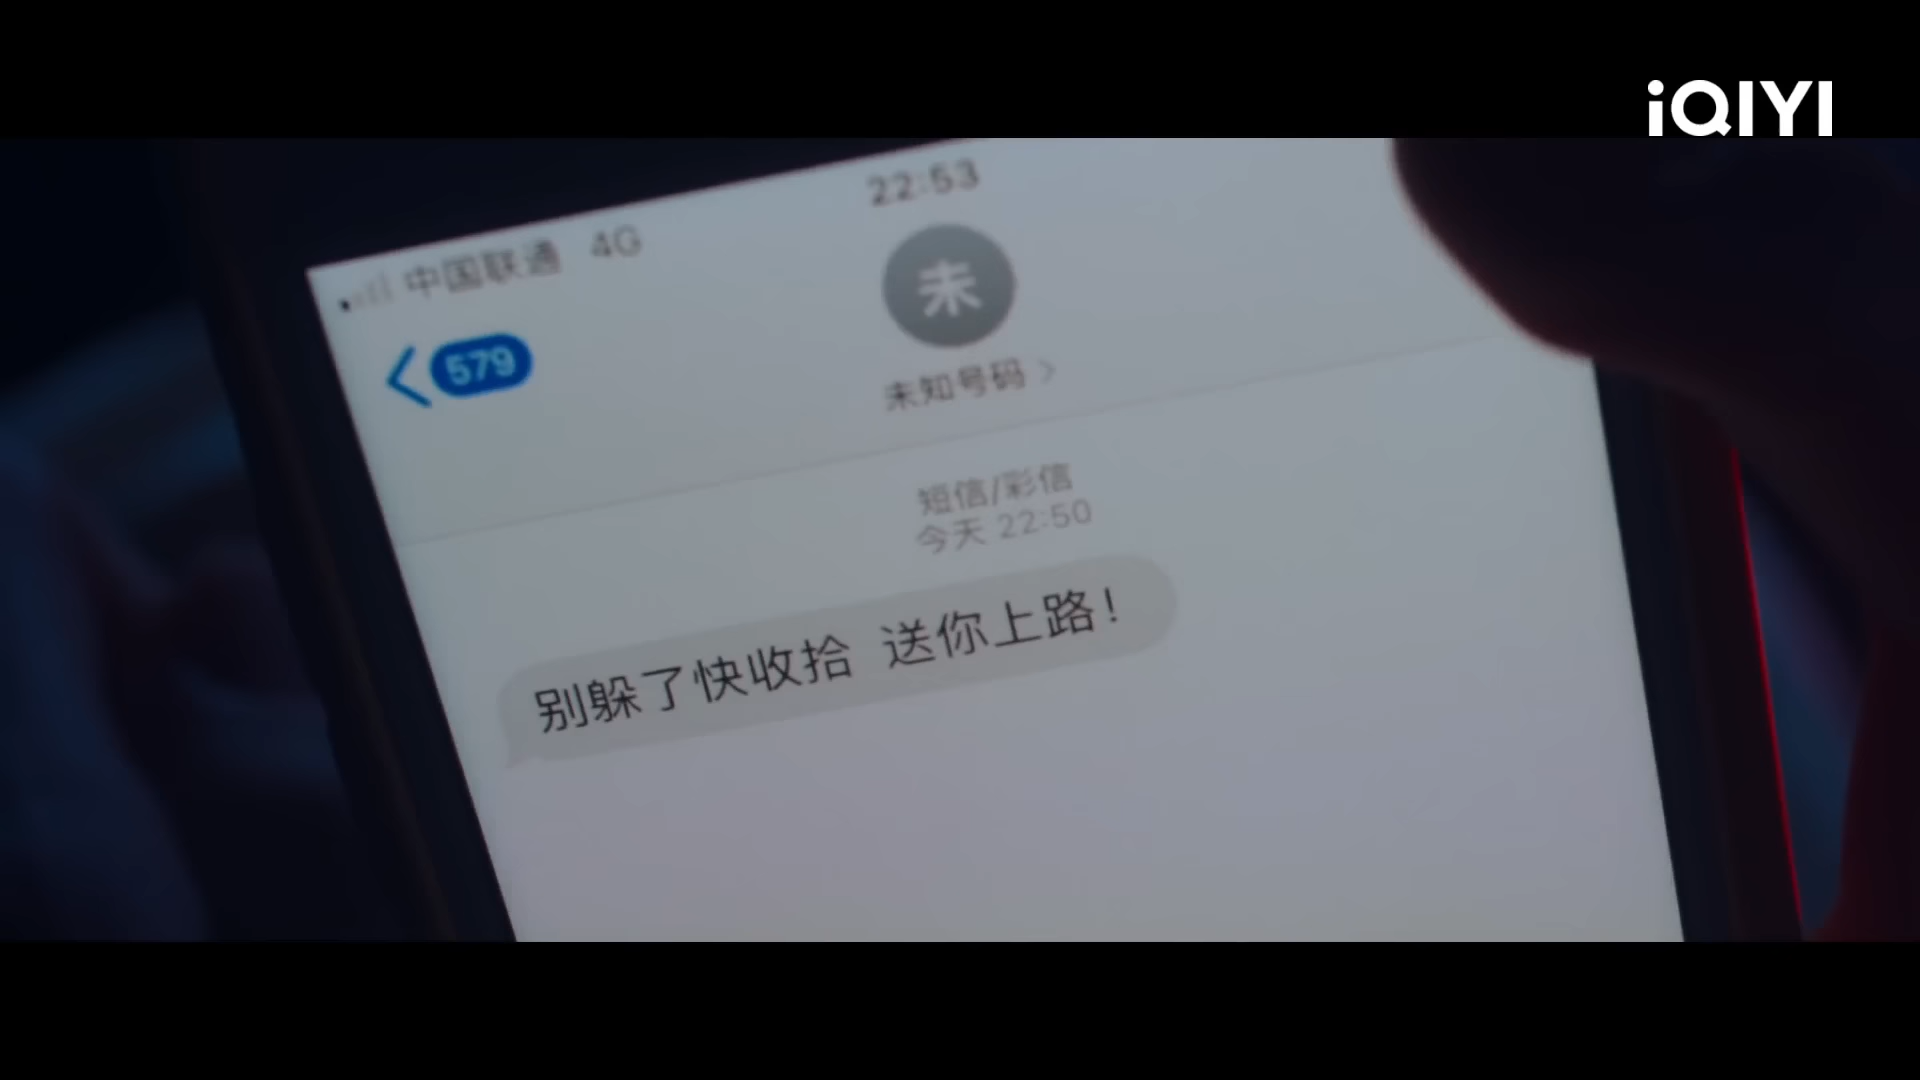 iQIYI
22:53
中国联通 4G
未
579
未知号码
短信/彩信
今天 22:50
别躲了快收拾 送你上路！